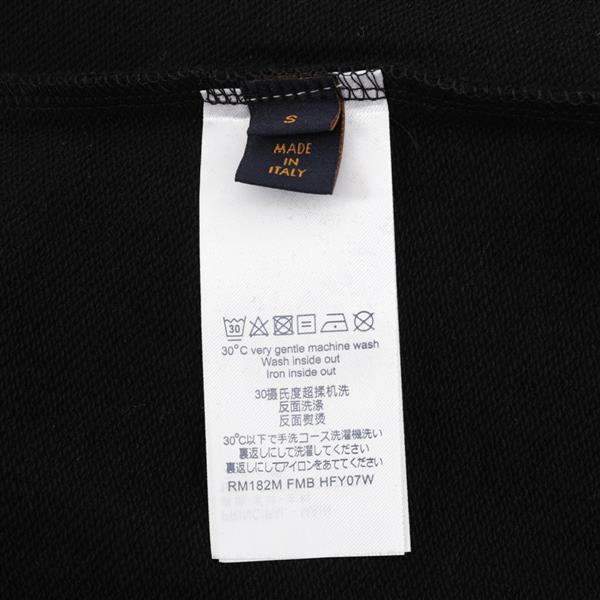 S
MADE
IN
ITALY
30
30°C very gentle machine wash
Wash inside out
Iron inside out
30摄氏度超揉机洗
反面洗涤
反面熨烫
30℃以下で手洗コース洗濯機洗い
裏返しにして洗濯してください
裏返しにしてアイロンをあててください
RM182M FMB HFY07W